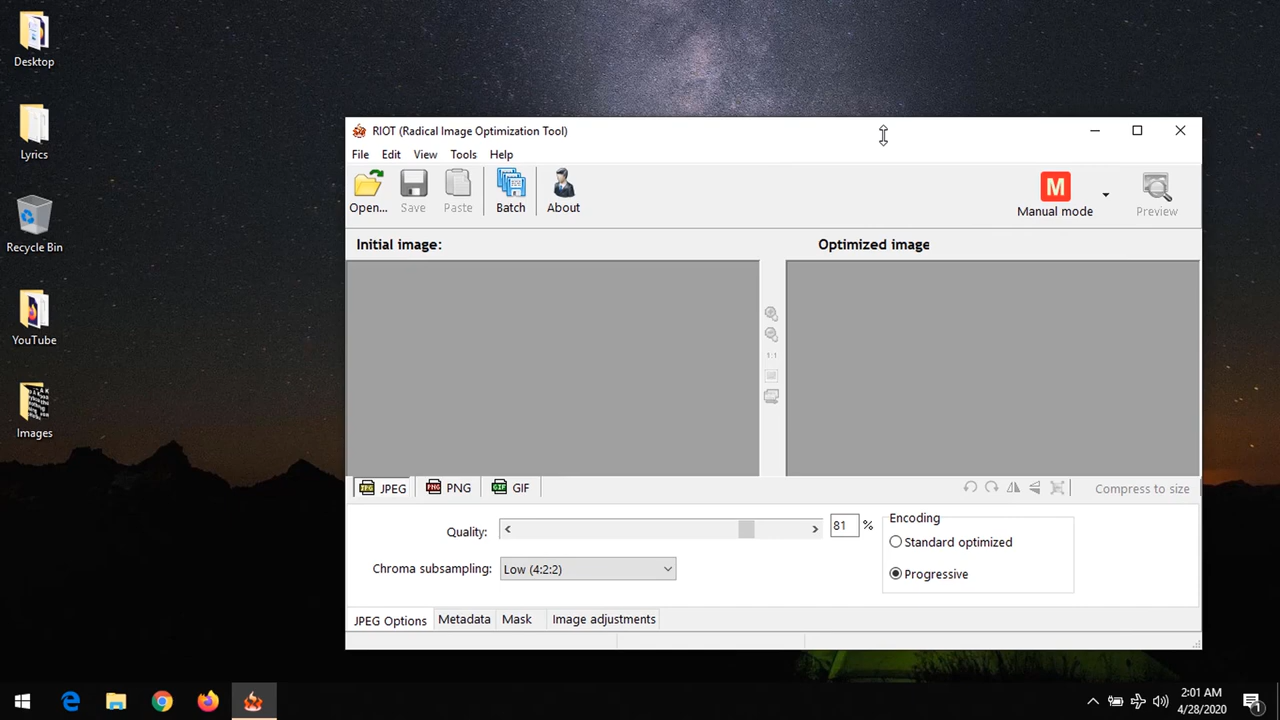 Desktop
Lyrics
Recycle Bin
YouTube
Images
RIOT (Radical Image Optimization Tool)
File Edit View Tools Help
Open... Save Paste Batch About M Manual mode Preview
Initial image: Optimized image
1:1
JPEG PNG GIF Compress to size
Quality: 81 % Encoding
Standard optimized
Chroma subsampling: Low (4:2:2) Progressive
JPEG Options Metadata Mask Image adjustments
2:01 AM
4/28/2020
1